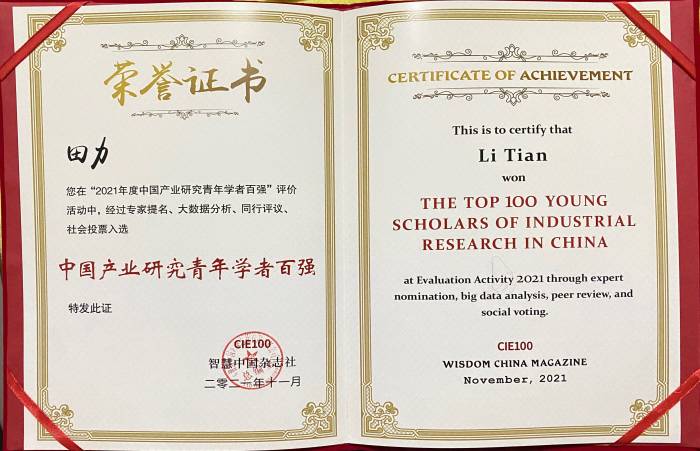 荣誉证书
田力
您在“2021年度中国产业研究青年学者百强”评价
活动中，经过专家提名、大数据分析、同行评议、
社会投票入选
中国产业研究青年学者百强
特发此证
CIE100
智慧中国杂志社
二〇二一年十一月
CERTIFICATE OF ACHIEVEMENT
This is to certify that
Li Tian
won
THE TOP 100 YOUNG
SCHOLARS OF INDUSTRIAL
RESEARCH IN CHINA
at Evaluation Activity 2021 through expert
nomination, big data analysis, peer review, and
social voting.
CIE100
WISDOM CHINA MAGAZINE
November, 2021